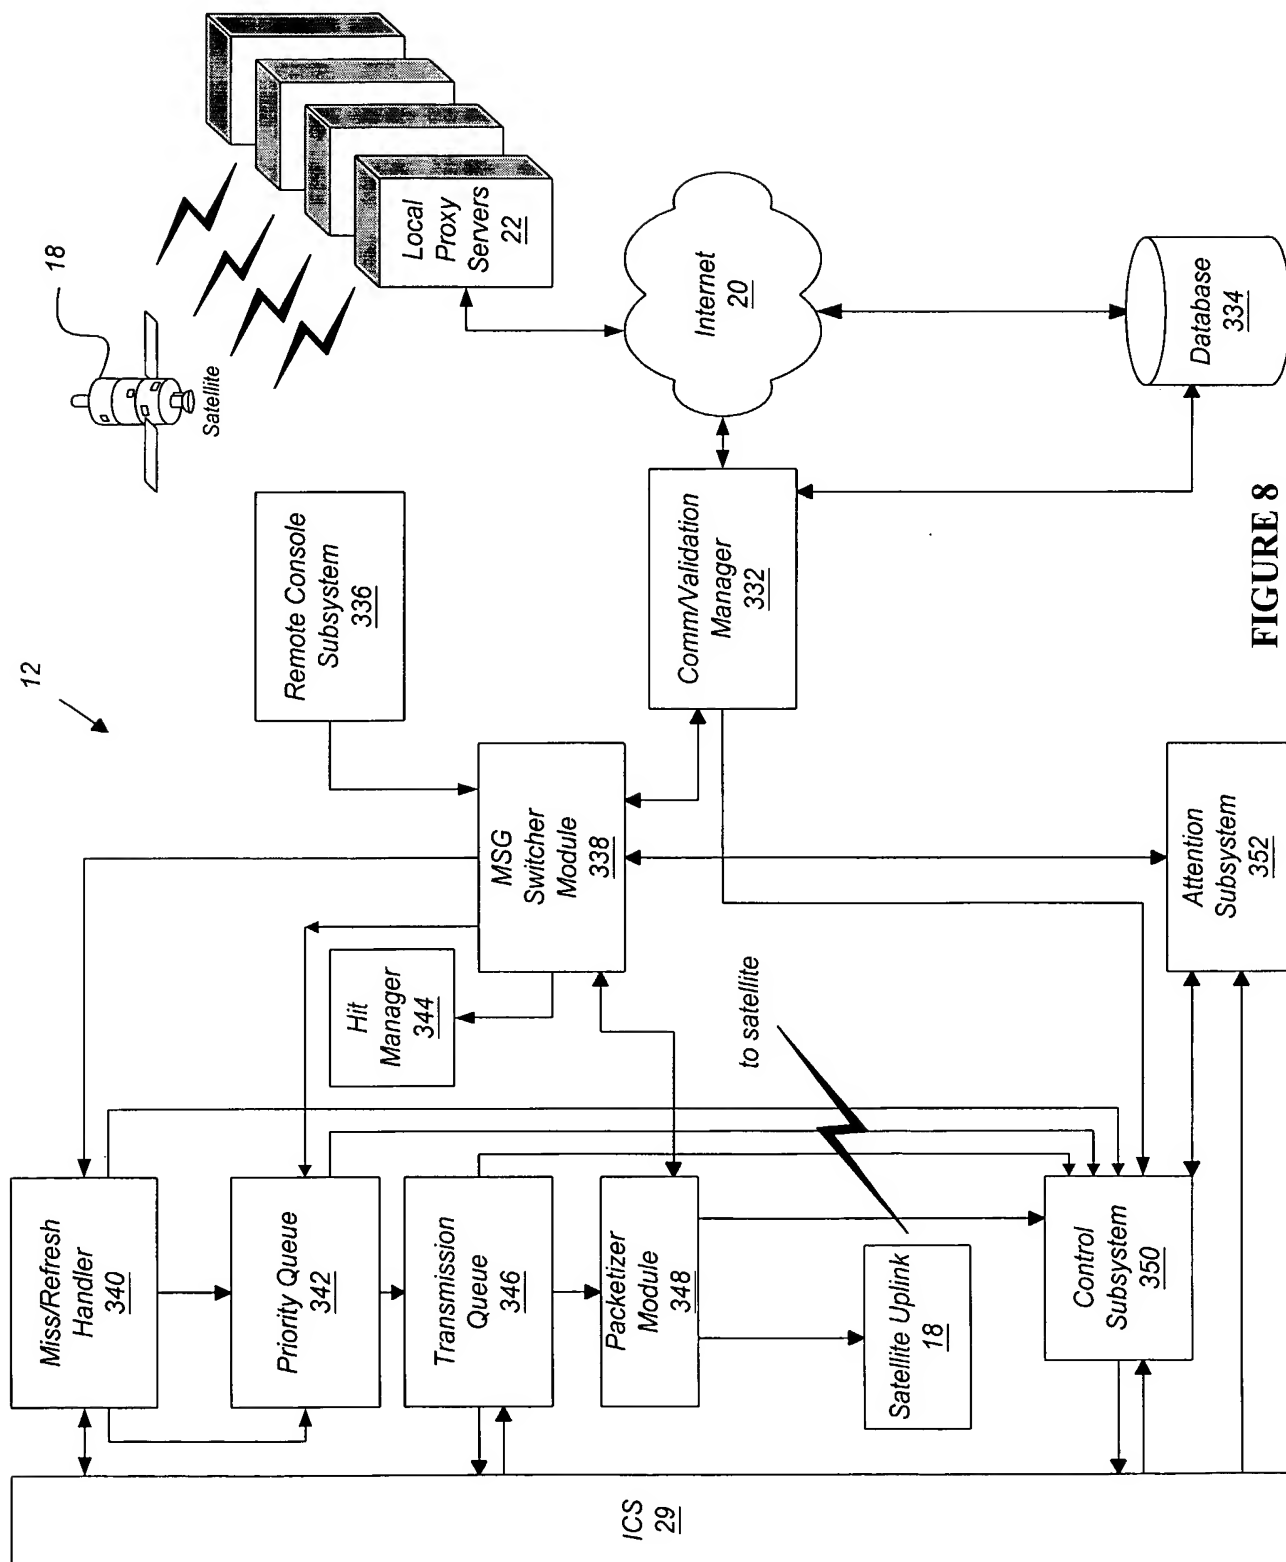 12
18
Satellite
Local
Proxy
Servers
22
Remote Console
Subsystem
336
Internet
20
Comm/Validation
Manager
332
Database
334
MSG
Switcher
Module
338
Hit
Manager
344
Attention
Subsystem
352
to satellite
Miss/Refresh
Handler
340
Priority Queue
342
Transmission
Queue
346
Packetizer
Module
348
Satellite Uplink
18
Control
Subsystem
350
ICS
29
FIGURE 8